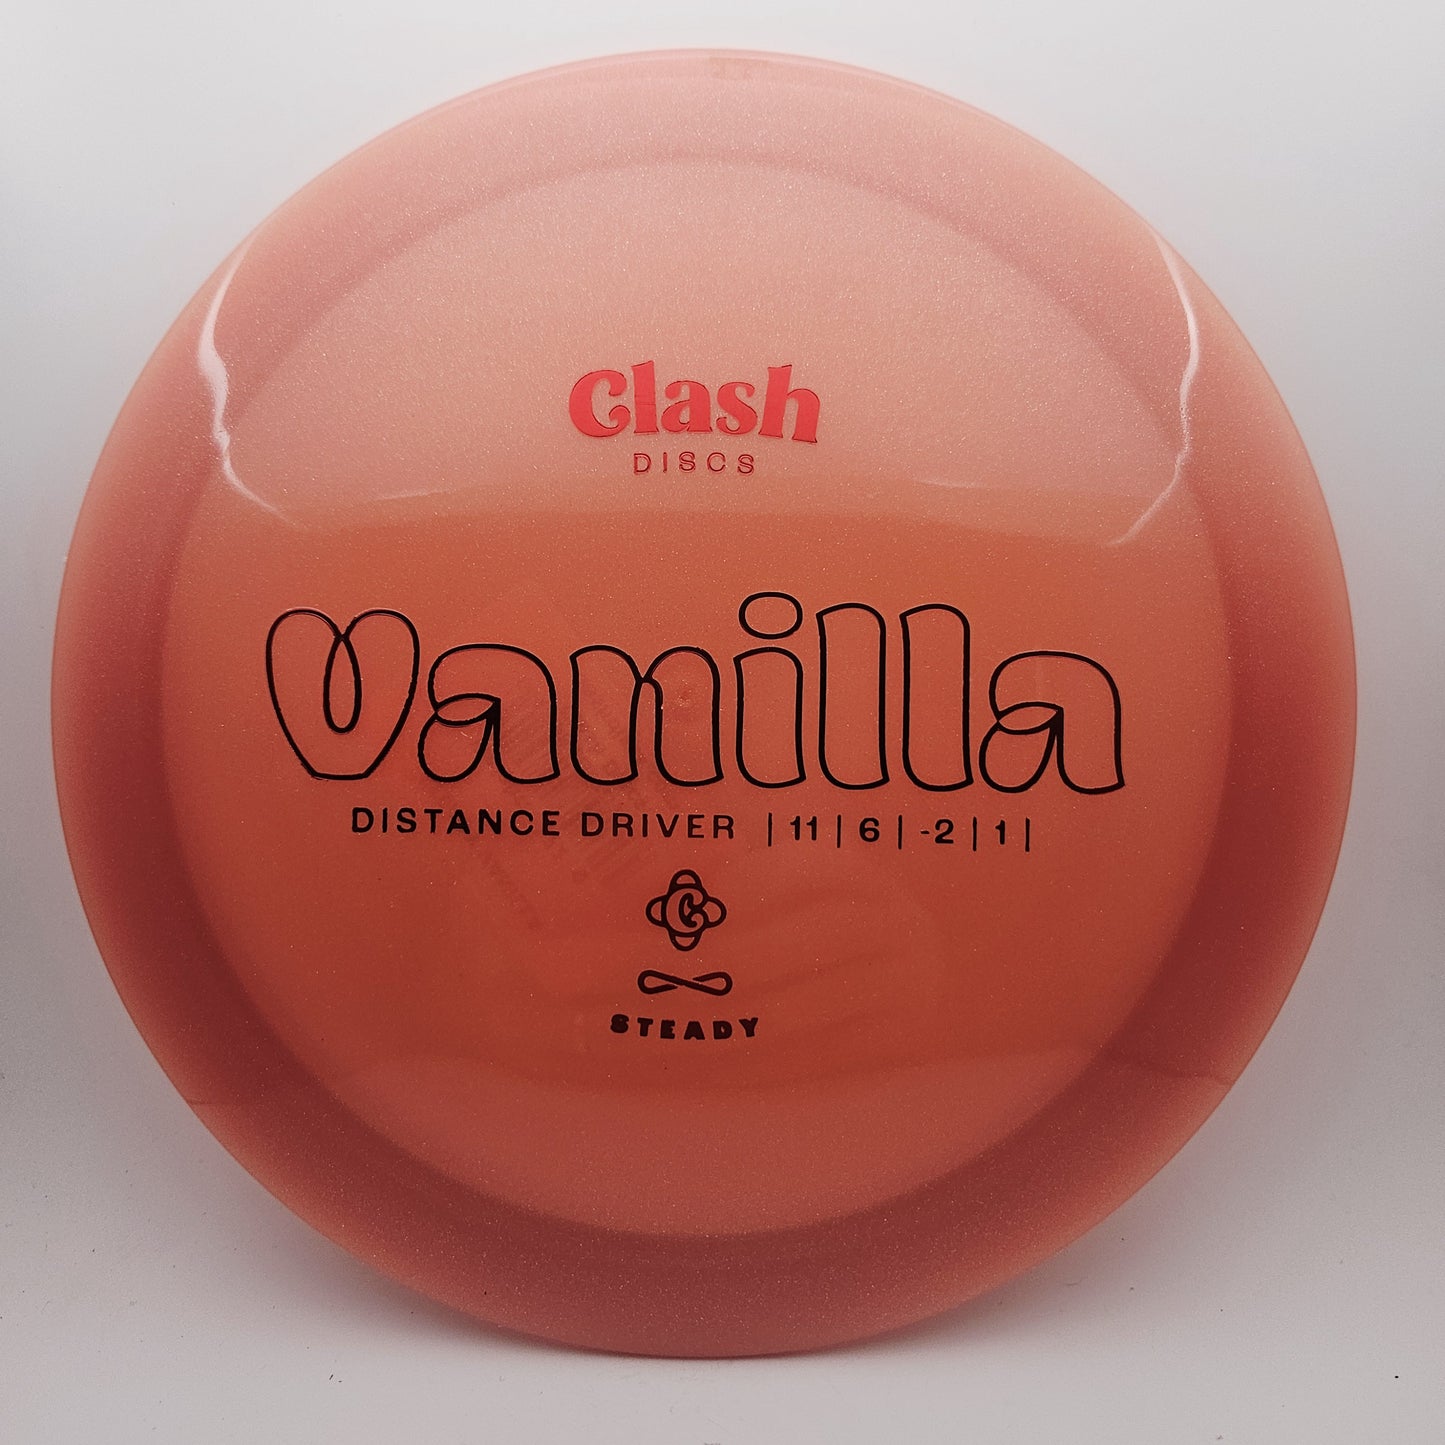 Clash
DISCS
Vanilla
DISTANCE DRIVER | 11 | 6 | -2 | 1 |
C
STEADY